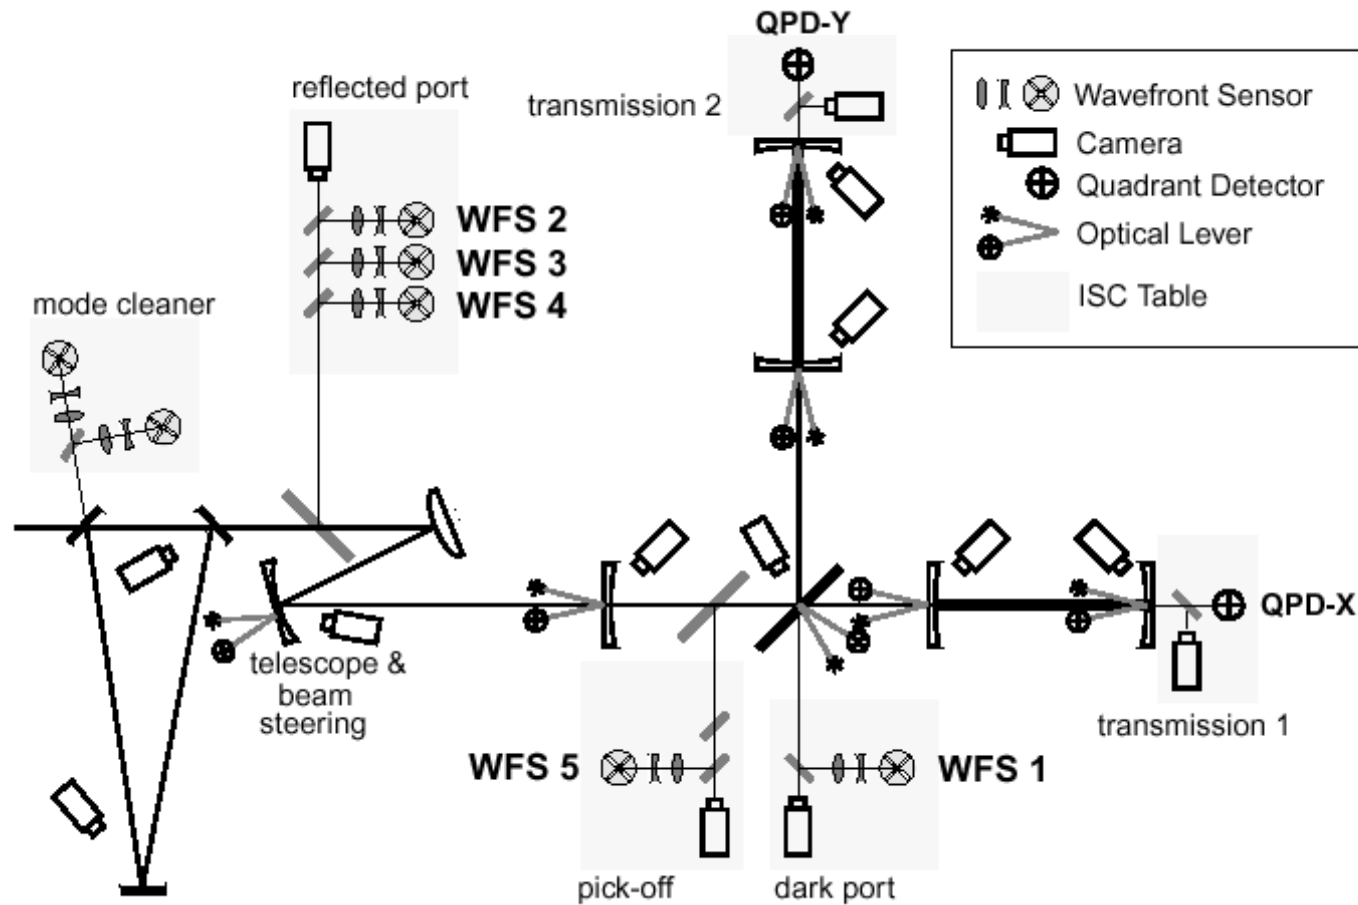 QPD-Y
reflected port
transmission 2
Wavefront Sensor
Camera
Quadrant Detector
Optical Lever
ISC Table
WFS 2
WFS 3
WFS 4
mode cleaner
QPD-X
telescope &
beam
steering
transmission 1
WFS 5
WFS 1
pick-off
dark port